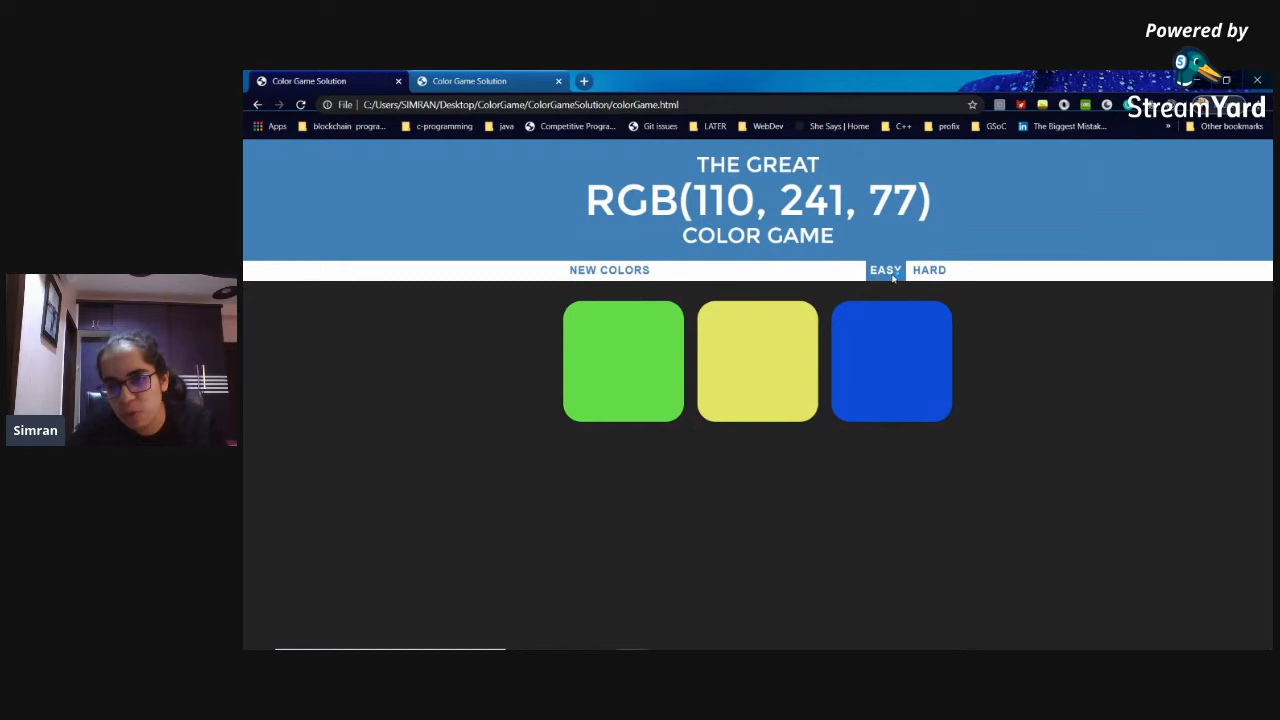 Powered by
StreamYard
Color Game Solution
Color Game Solution
File
C:/Users/SIMRAN/Desktop/ColorGame/ColorGameSolution/colorGame.html
Apps
blockchain progra...
c-programming
java
Competitive Progra...
Git issues
LATER
WebDev
She Says | Home
C++
profix
GSoC
The Biggest Mistak...
»
Other bookmarks
THE GREAT
RGB(110, 241, 77)
COLOR GAME
NEW COLORS
EASY
HARD
Simran